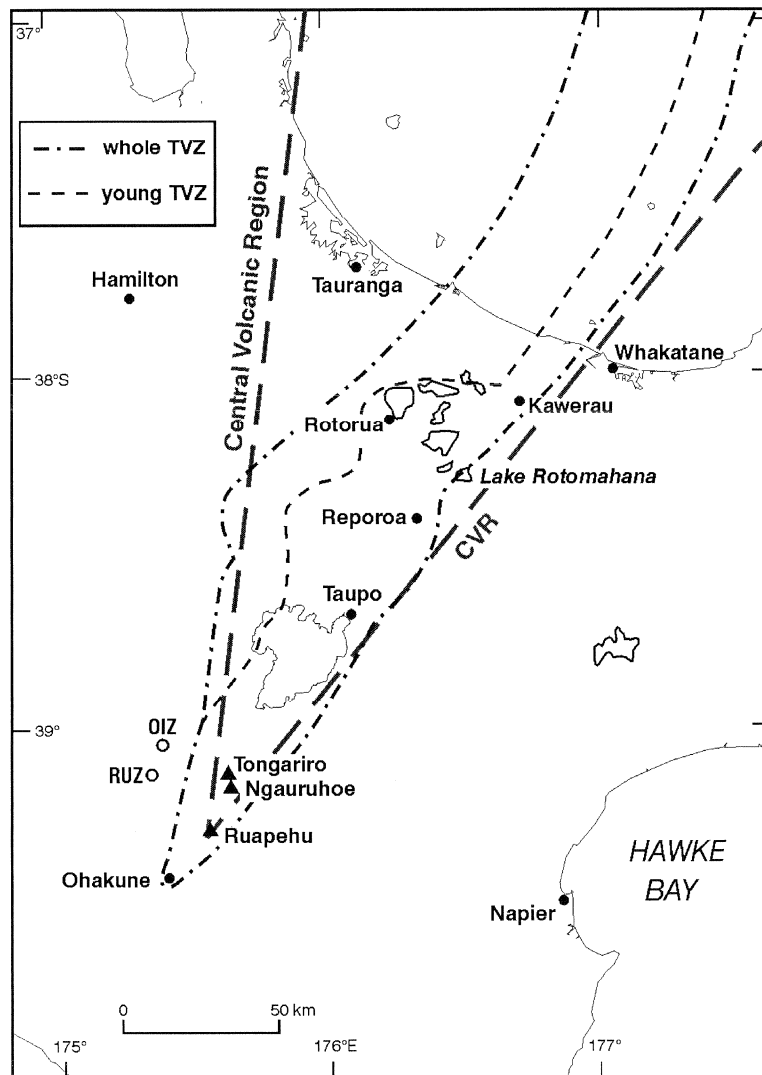 37°
whole TVZ
young TVZ
Central Volcanic Region
Hamilton
Tauranga
Whakatane
38°S
Kawerau
Rotorua
Lake Rotomahana
Reporoa
CVR
Taupo
39°
OIZ
RUZ
Tongariro
Ngauruhoe
Ruapehu
Ohakune
HAWKE
BAY
Napier
0 50 km
175° 176°E 177°